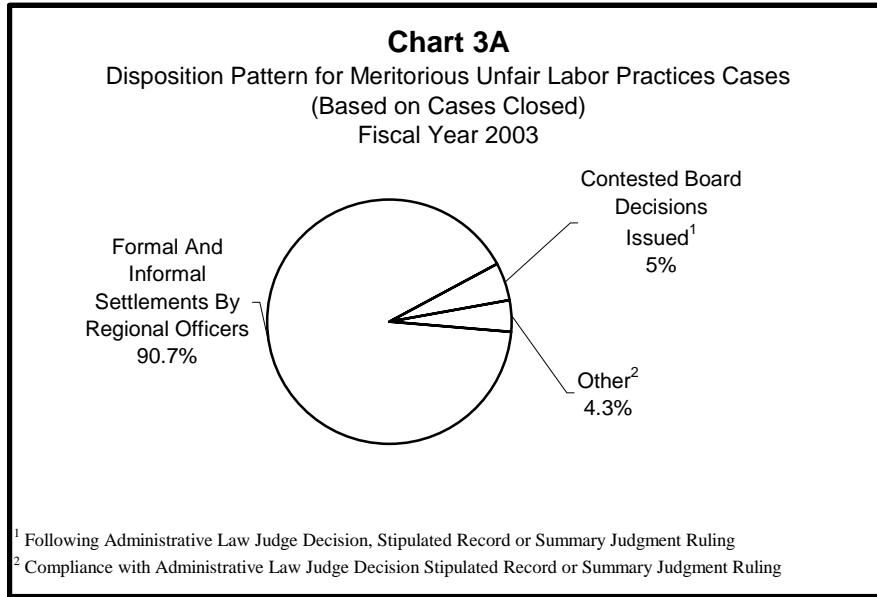 Chart 3A
Disposition Pattern for Meritorious Unfair Labor Practices Cases
(Based on Cases Closed)
Fiscal Year 2003
Contested Board
Decisions
Issued¹
5%
Formal And
Informal
Settlements By
Regional Officers
90.7%
Other²
4.3%
¹ Following Administrative Law Judge Decision, Stipulated Record or Summary Judgment Ruling
² Compliance with Administrative Law Judge Decision Stipulated Record or Summary Judgment Ruling